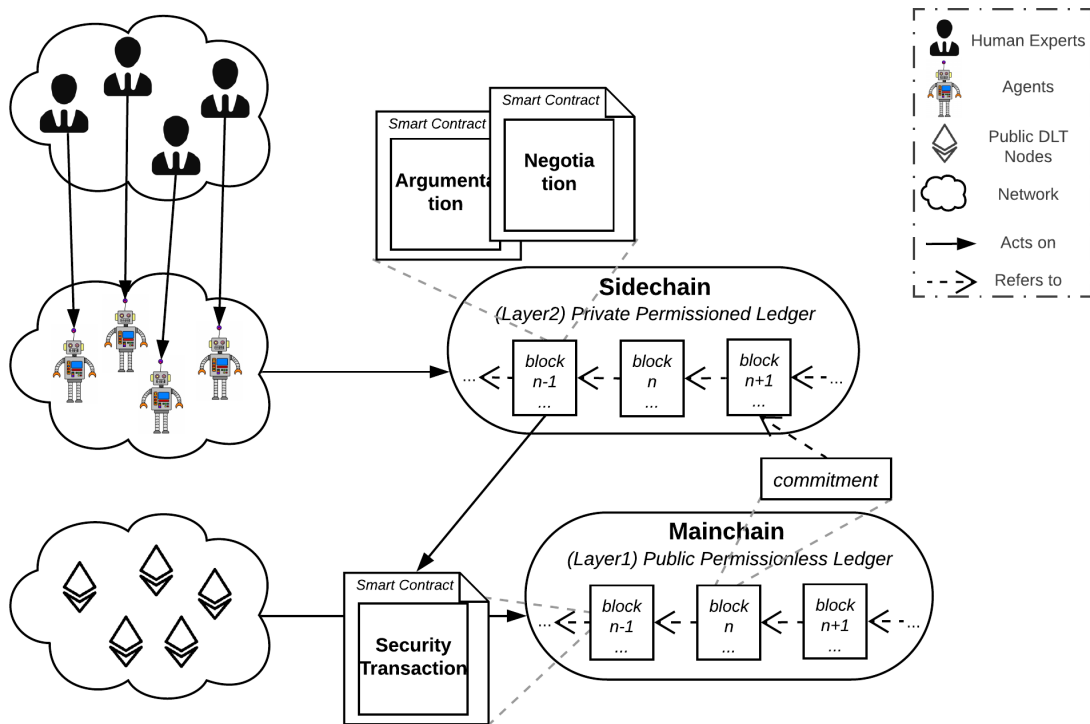 Human Experts
Agents
Public DLT
Nodes
Network
Acts on
Refers to
Smart Contract
Negotia
tion
Smart Contract
Argumenta
tion
Sidechain
(Layer2) Private Permissioned Ledger
...
block
n-1
...
block
n
...
block
n+1
...
...
commitment
Mainchain
(Layer1) Public Permissionless Ledger
...
block
n-1
...
block
n
...
block
n+1
...
...
Smart Contract
Security
Transaction